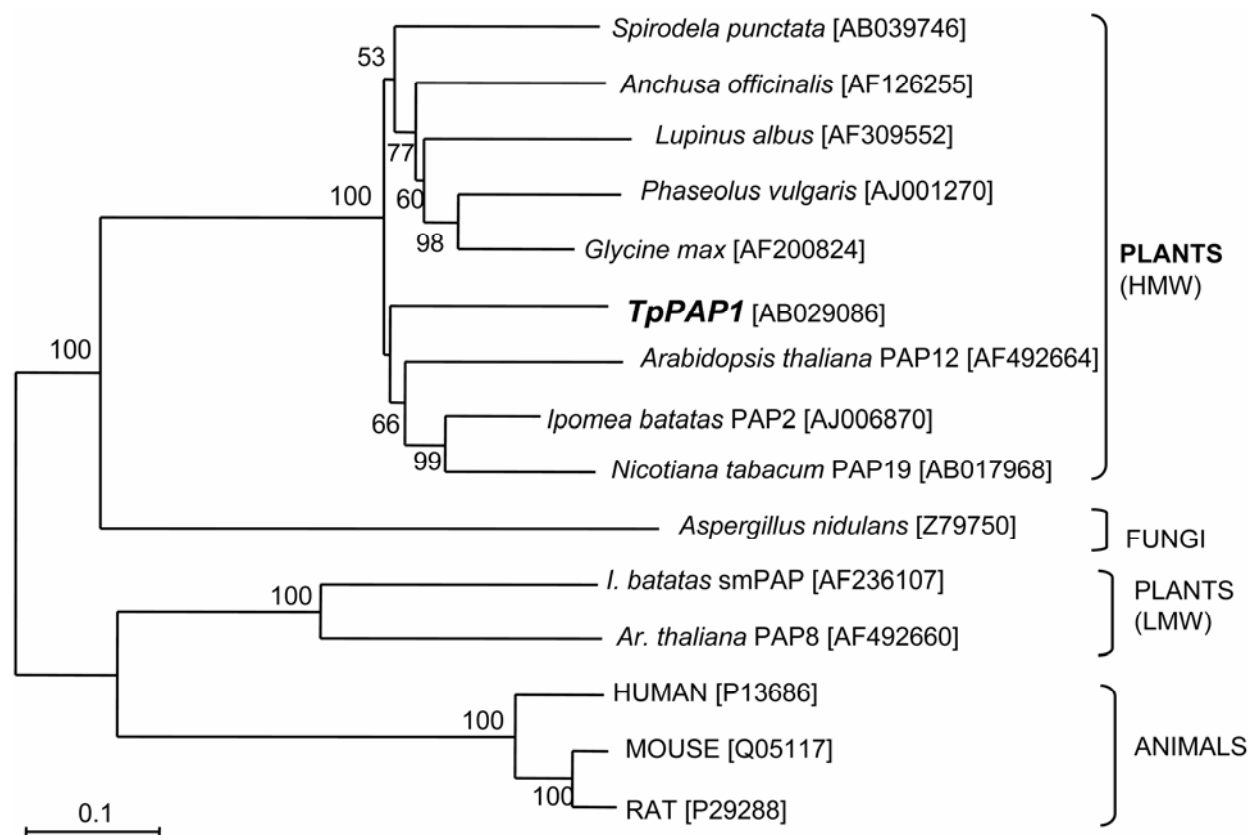 Spirodela punctata [AB039746]
53
Anchusa officinalis [AF126255]
Lupinus albus [AF309552]
77
Phaseolus vulgaris [AJ001270]
100
60
98
Glycine max [AF200824]
PLANTS
(HMW)
TpPAP1 [AB029086]
100
Arabidopsis thaliana PAP12 [AF492664]
Ipomea batatas PAP2 [AJ006870]
66
99
Nicotiana tabacum PAP19 [AB017968]
Aspergillus nidulans [Z79750]
FUNGI
I. batatas smPAP [AF236107]
100
PLANTS
(LMW)
Ar. thaliana PAP8 [AF492660]
HUMAN [P13686]
100
MOUSE [Q05117]
ANIMALS
100
RAT [P29288]
0.1